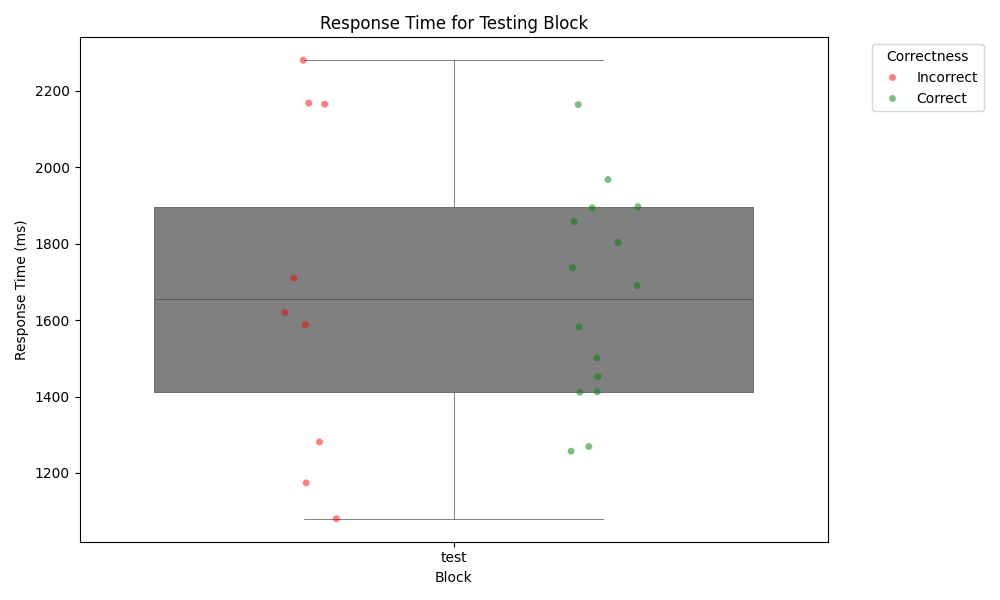 Response Time for Testing Block
Correctness
Incorrect
Correct
2200
2000
1800
1600
1400
1200
Response Time (ms)
test
Block